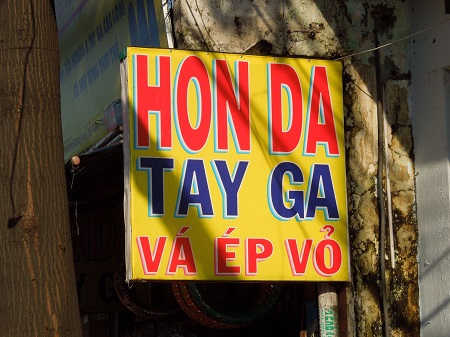 HON DA
TAY GA
VÁ ÉP VỎ